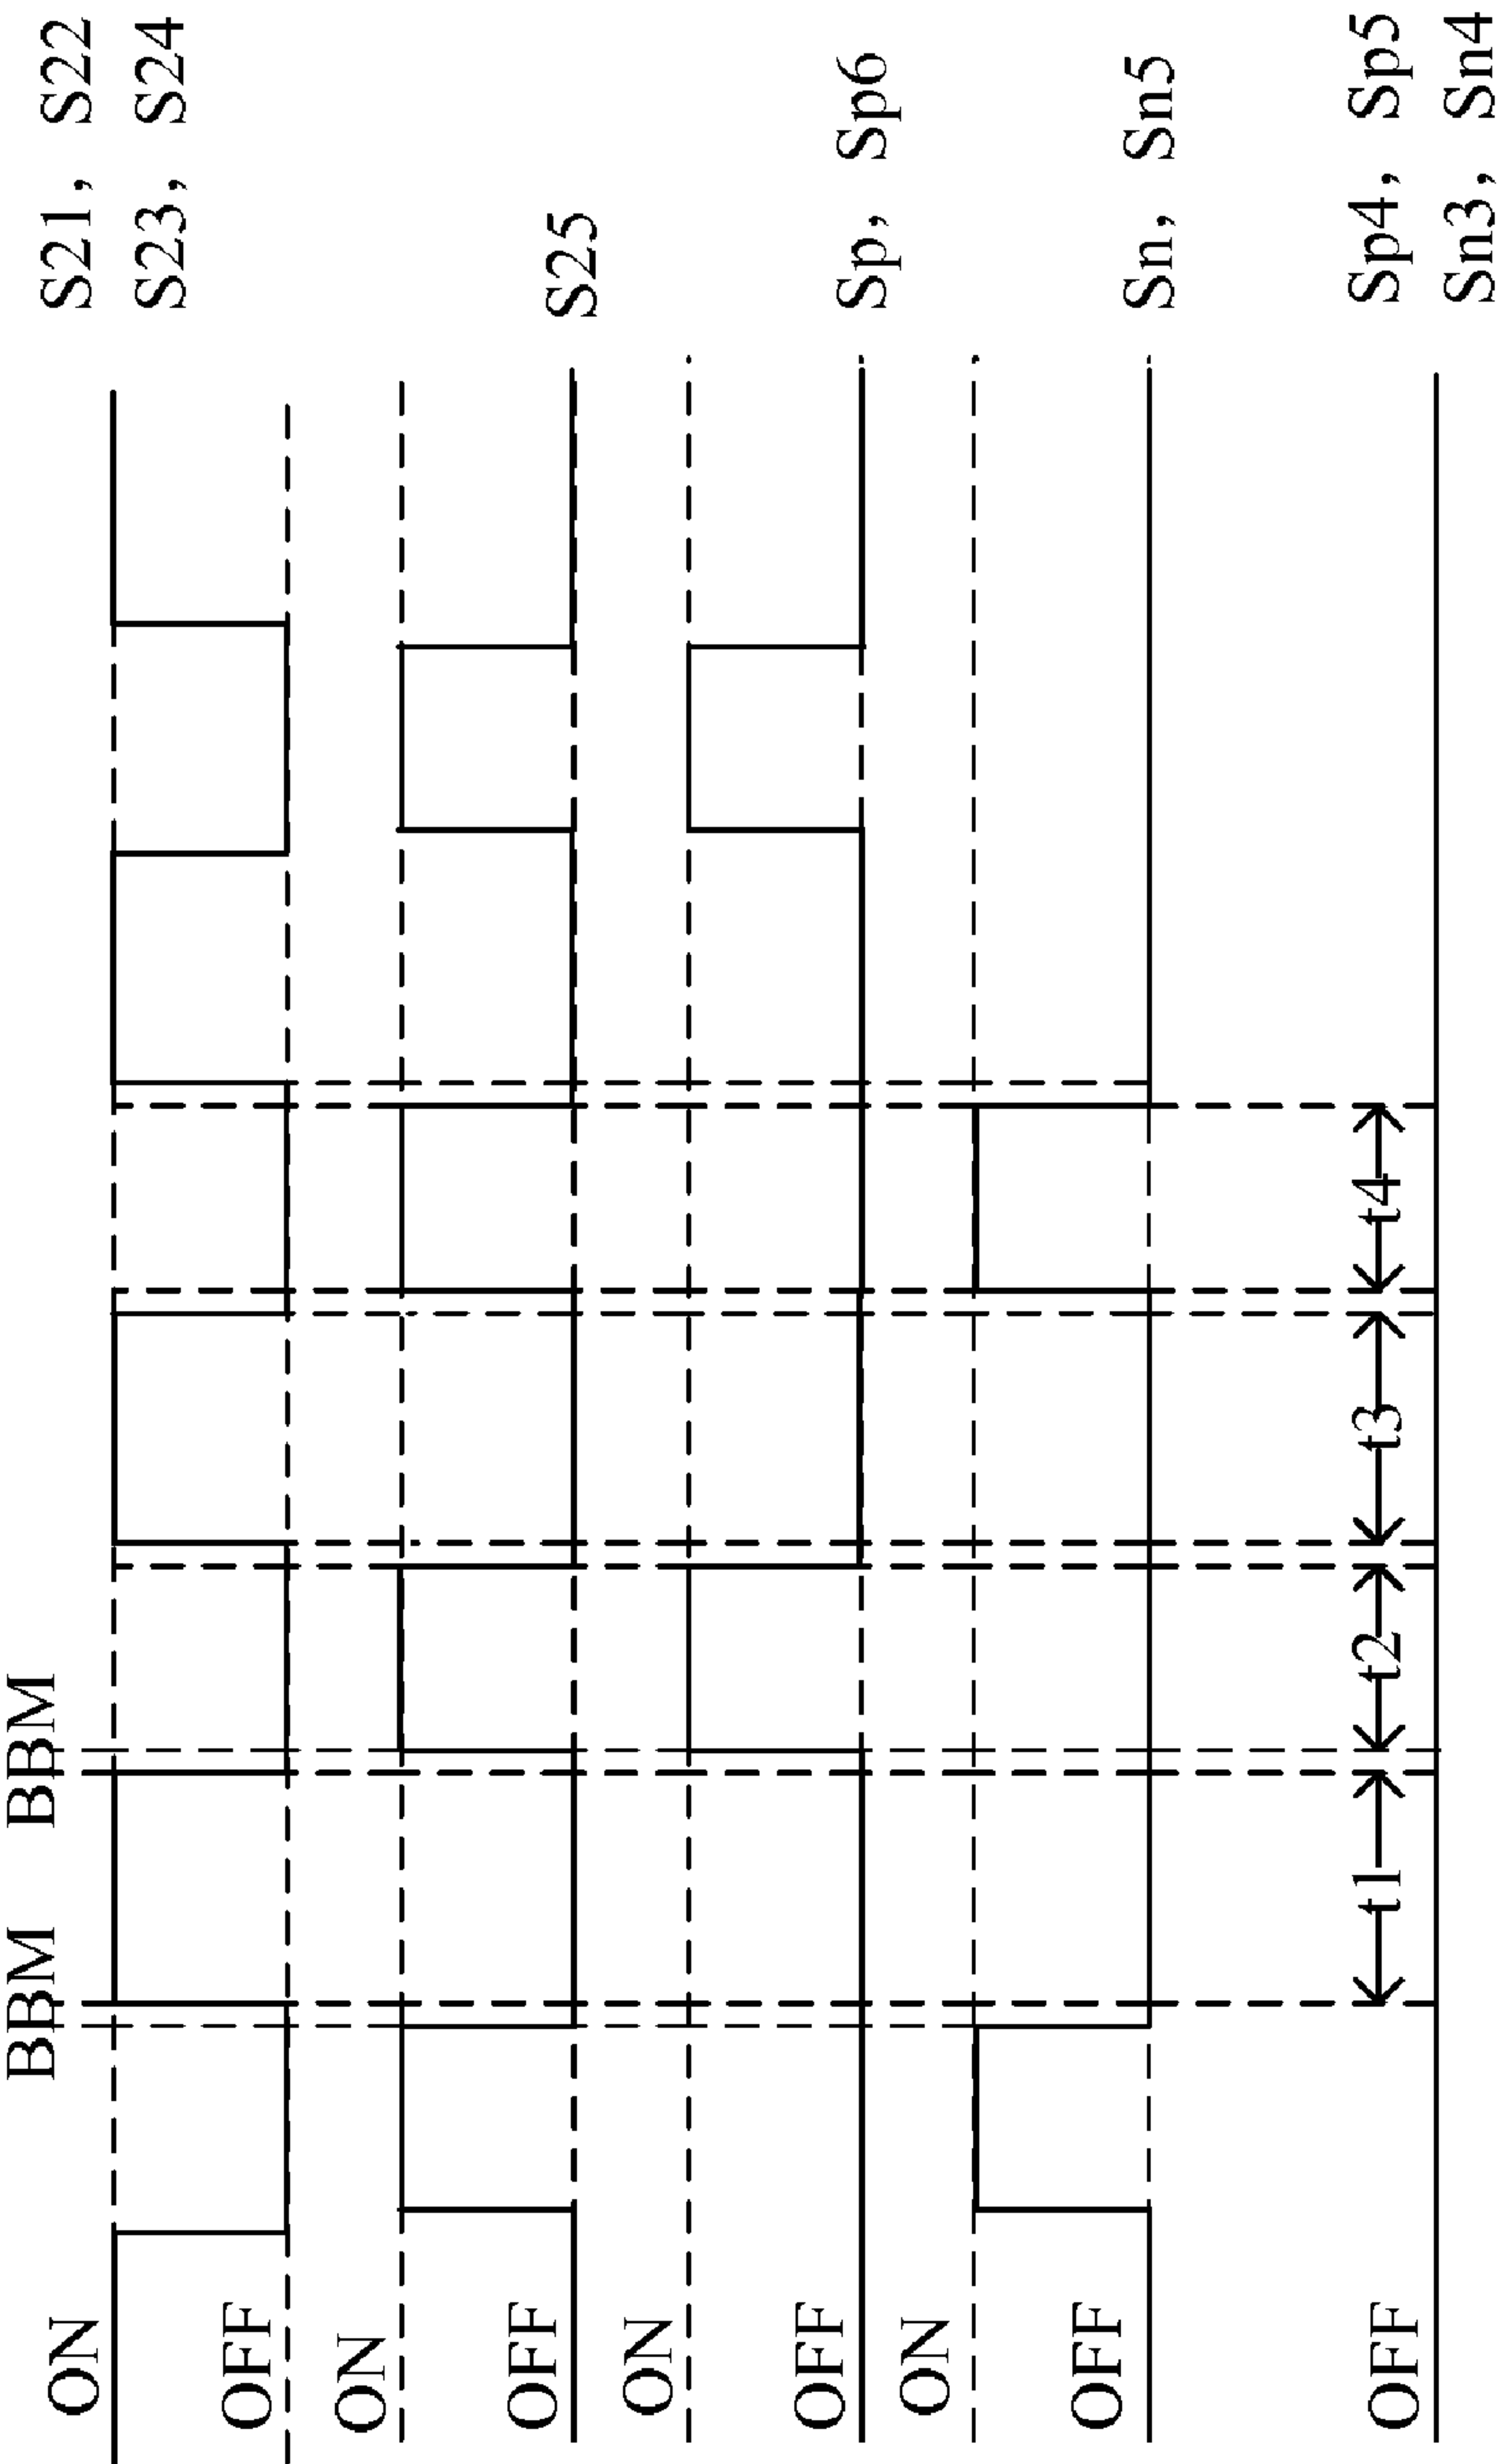 BBM BBM
ON
S21, S22
S23, S24
OFF
ON
S25
OFF
ON
Sp, Sp6
OFF
ON
Sn, Sn5
OFF
t1 t2 t3 t4
Sp4, Sp5
OFF
Sn3, Sn4